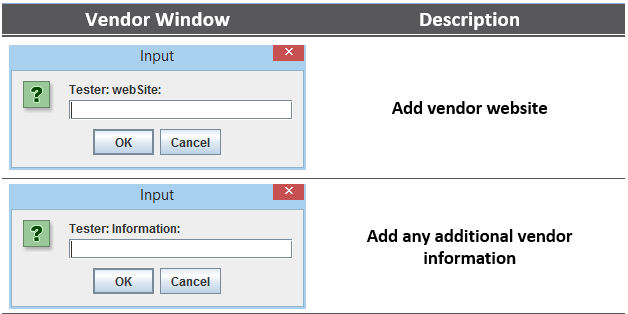 Vendor Window Description
Input
Tester: webSite:
OK Cancel
Add vendor website
Input
Tester: Information:
OK Cancel
Add any additional vendor
information